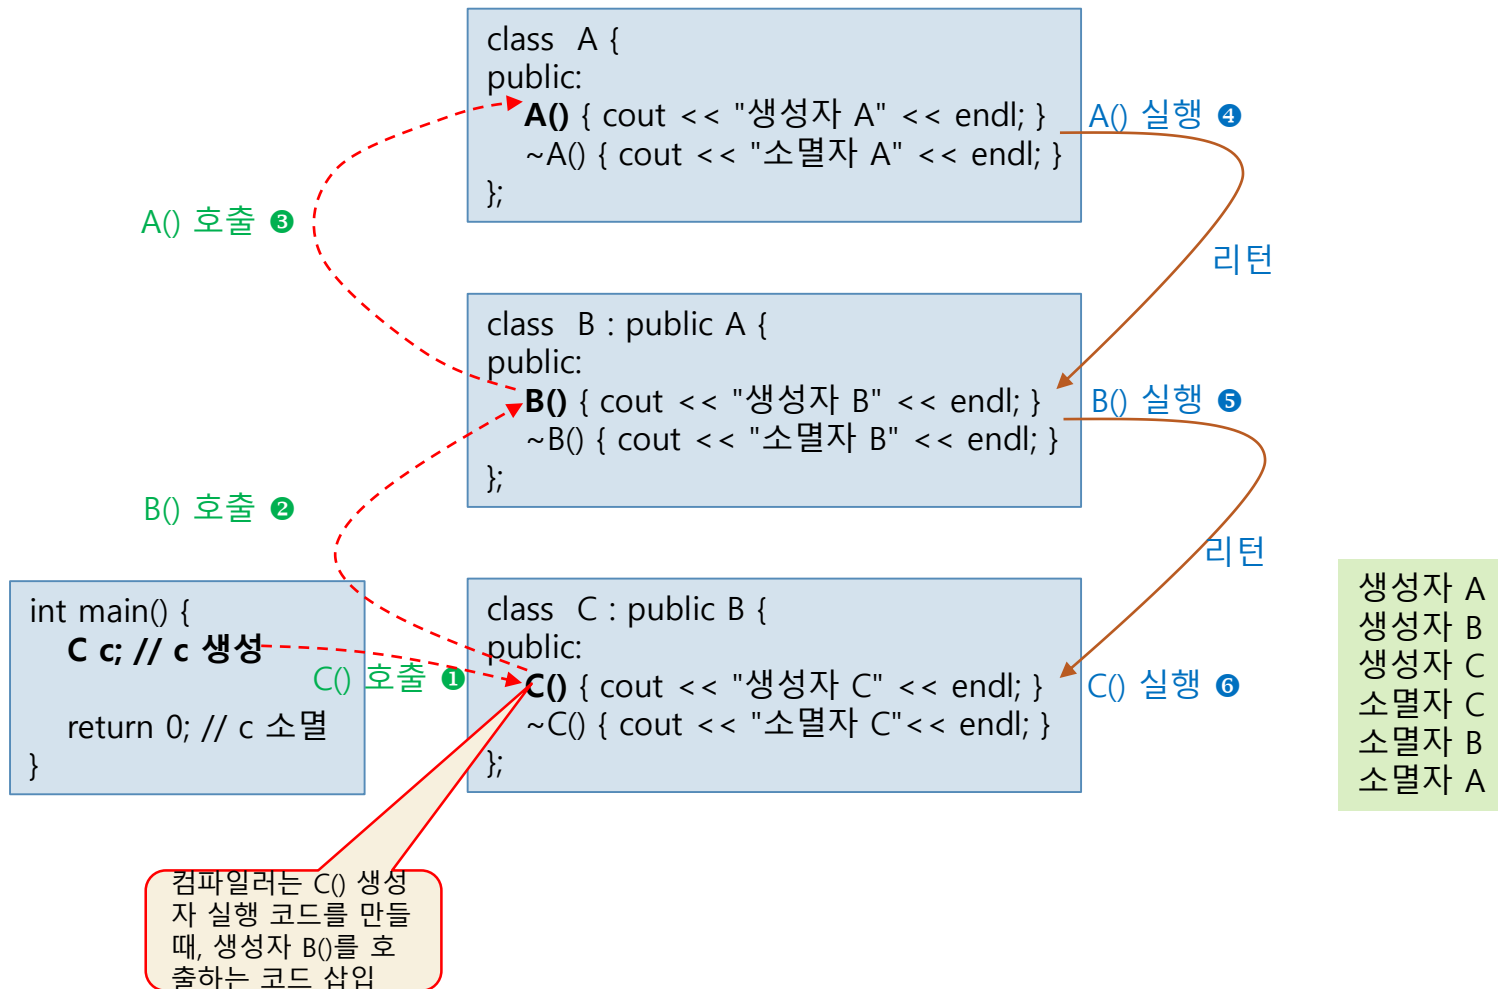 class  A {
public:
A() { cout << "생성자 A" << endl; }
~A() { cout << "소멸자 A" << endl; }
};
A() 실행 ❹
A() 호출 ❸
리턴
class  B : public A {
public:
B() { cout << "생성자 B" << endl; }
~B() { cout << "소멸자 B" << endl; }
};
B() 실행 ❺
B() 호출 ❷
리턴
int main() {
C c; // c 생성
return 0; // c 소멸
}
C() 호출 ❶
class  C : public B {
public:
C() { cout << "생성자 C" << endl; }
~C() { cout << "소멸자 C"<< endl; }
};
C() 실행 ❻
생성자 A
생성자 B
생성자 C
소멸자 C
소멸자 B
소멸자 A
컴파일러는 C() 생성
자 실행 코드를 만들
때, 생성자 B()를 호
출하는 코드 삽입